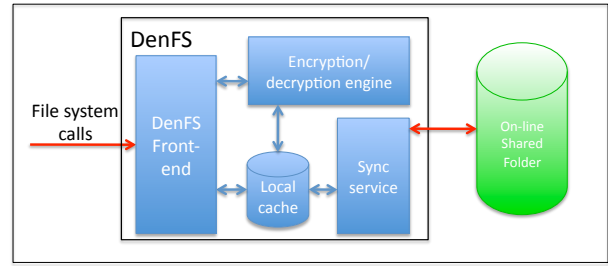 DenFS
Encryption/
decryption engine
File system
calls
DenFS
Front-
end
Local
cache
Sync
service
On-line
Shared
Folder